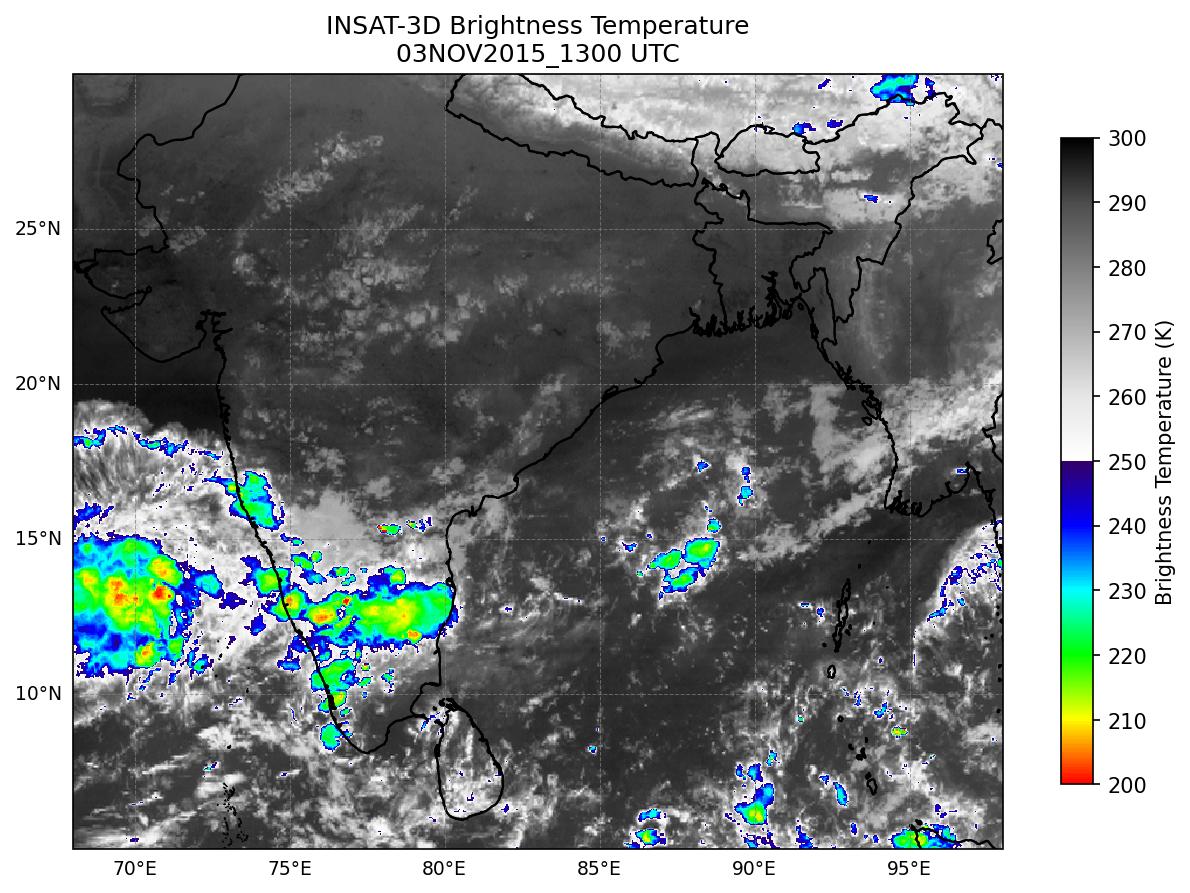 INSAT-3D Brightness Temperature
03NOV2015_1300 UTC
25°N
20°N
15°N
10°N
70°E
75°E
80°E
85°E
90°E
95°E
300
290
280
270
260
250
240
230
220
210
200
Brightness Temperature (K)